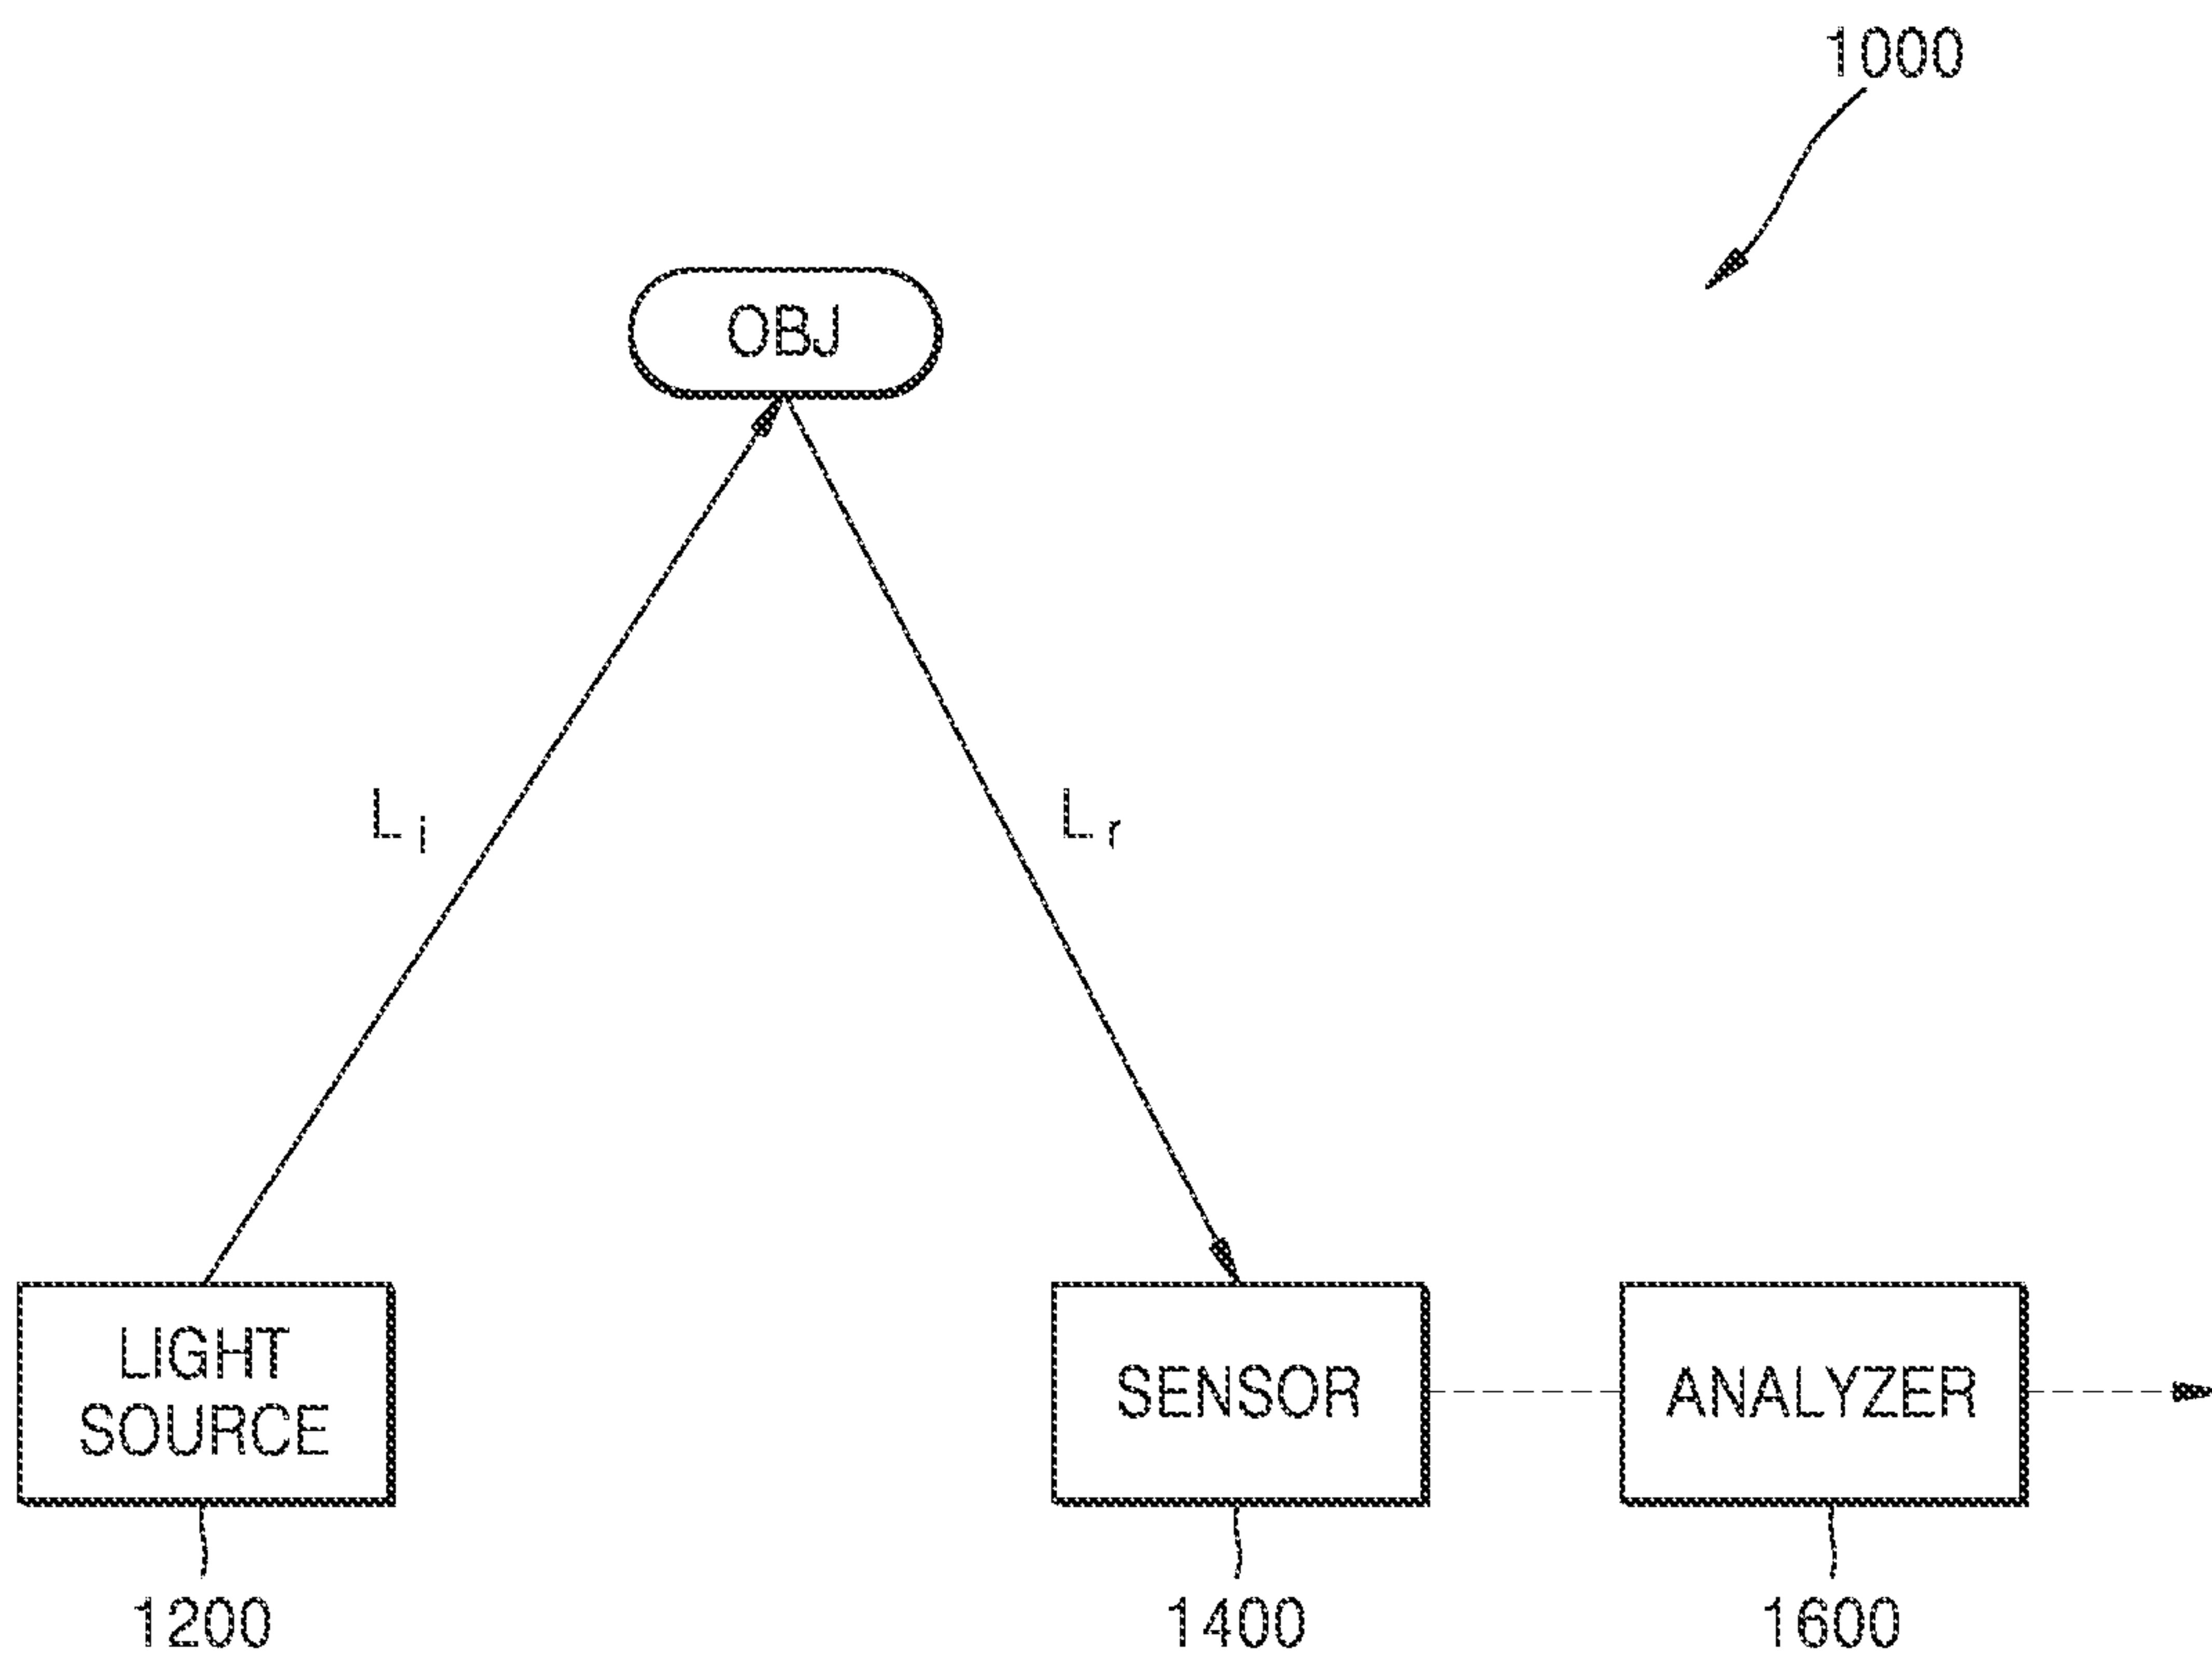 1000
OBJ
Li
Lr
LIGHT
SOURCE
SENSOR
ANALYZER
1200
1400
1600